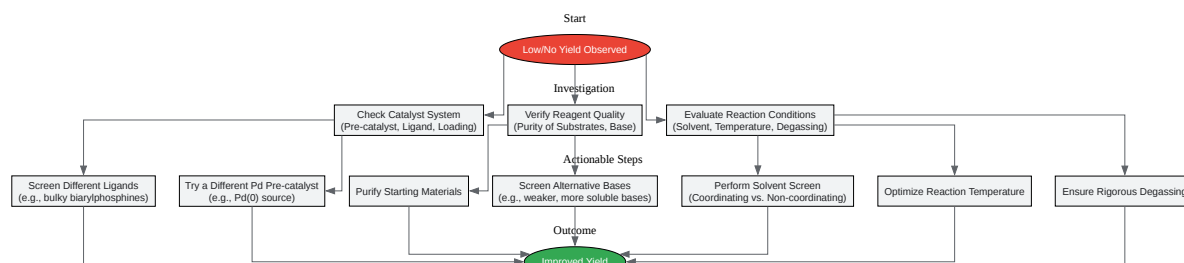 Start
Low/No Yield Observed
Investigation
Check Catalyst System
(Pre-catalyst, Ligand, Loading)
Verify Reagent Quality
(Purity of Substrates, Base)
Evaluate Reaction Conditions
(Solvent, Temperature, Degassing)
Actionable Steps
Screen Different Ligands
(e.g., bulky biarylphosphines)
Try a Different Pd Pre-catalyst
(e.g., Pd(0) source)
Purify Starting Materials
Screen Alternative Bases
(e.g., weaker, more soluble bases)
Perform Solvent Screen
(Coordinating vs. Non-coordinating)
Optimize Reaction Temperature
Ensure Rigorous Degassing
Outcome
Improved Yield